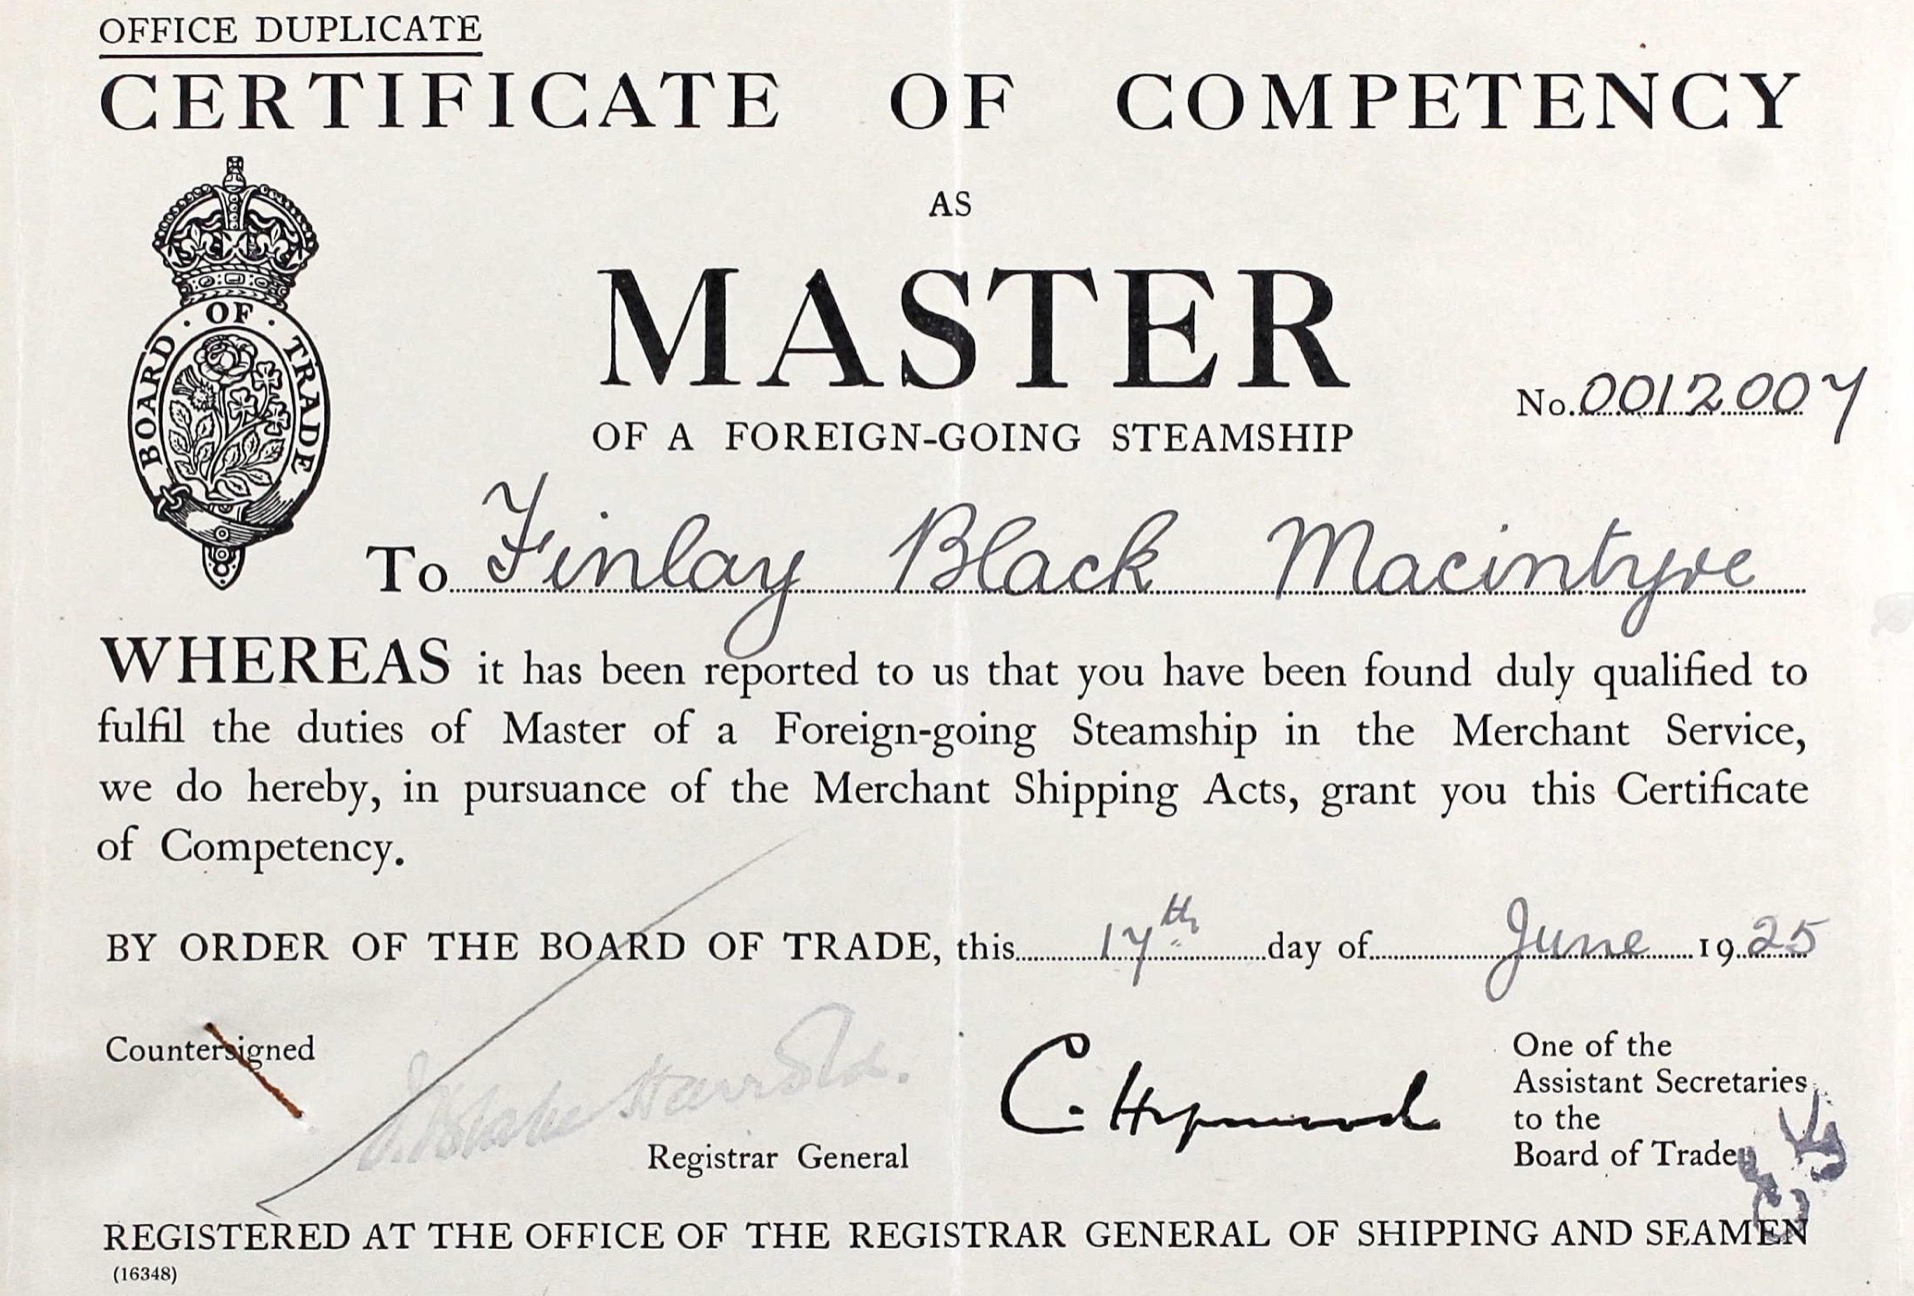 OFFICE DUPLICATE
CERTIFICATE OF COMPETENCY
AS
MASTER
OF A FOREIGN-GOING STEAMSHIP
No. 0012007
BOARD · OF · TRADE
To Finlay Black Macintyre
WHEREAS it has been reported to us that you have been found duly qualified to
fulfil the duties of Master of a Foreign-going Steamship in the Merchant Service,
we do hereby, in pursuance of the Merchant Shipping Acts, grant you this Certificate
of Competency.
BY ORDER OF THE BOARD OF TRADE, this 17th day of June 1925
Countersigned
Registrar General
C. Hipwood
One of the
Assistant Secretaries
to the
Board of Trade
REGISTERED AT THE OFFICE OF THE REGISTRAR GENERAL OF SHIPPING AND SEAMEN
(16348)